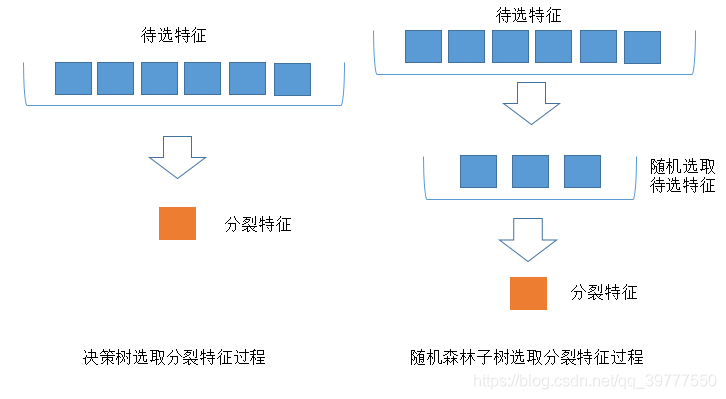 待选特征
分裂特征
决策树选取分裂特征过程
待选特征
随机选取
待选特征
分裂特征
随机森林子树选取分裂特征过程
https://blog.csdn.net/qq_39777550